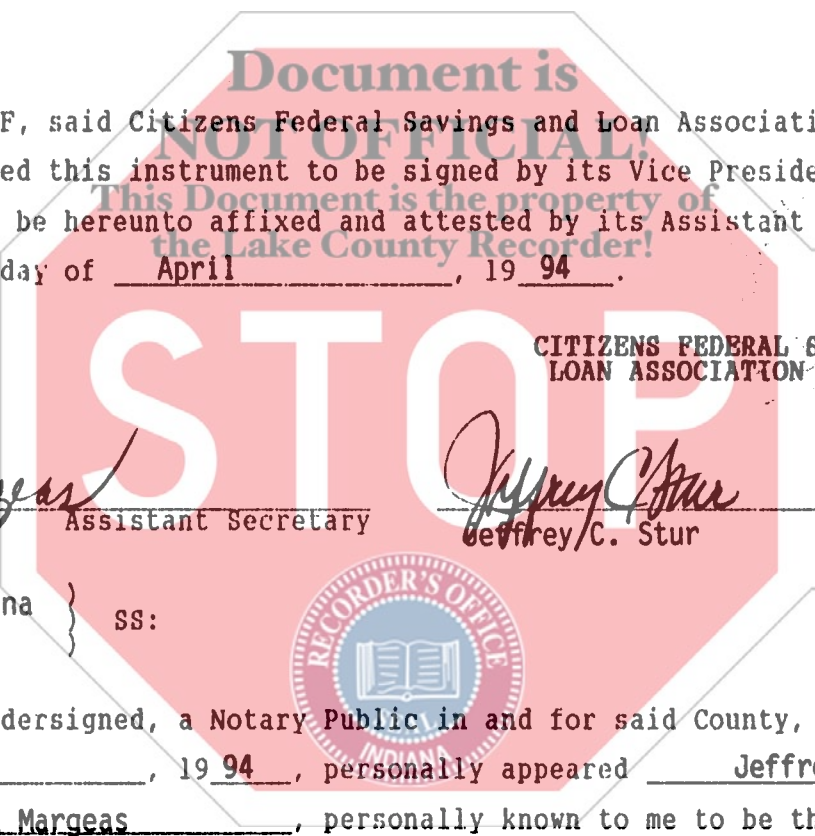 Document is
F, said Citizens Federal Savings and Loan Associati
NOT OFFICIAL!
ed this instrument to be signed by its Vice Preside
This Document is the property of
be hereunto affixed and attested by its Assistant
the Lake County Recorder!
day of April, 19 94.
STOP
CITIZENS FEDERAL S
LOAN ASSOCIATION
geas
Jeffrey C Stur
Assistant Secretary
Jeffrey C. Stur
na } SS:
RECORDER'S OFFICE
INDIANA
dersigned, a Notary Public in and for said County,
, 19 94, personally appeared Jeffre
Margeas, personally known to me to be th